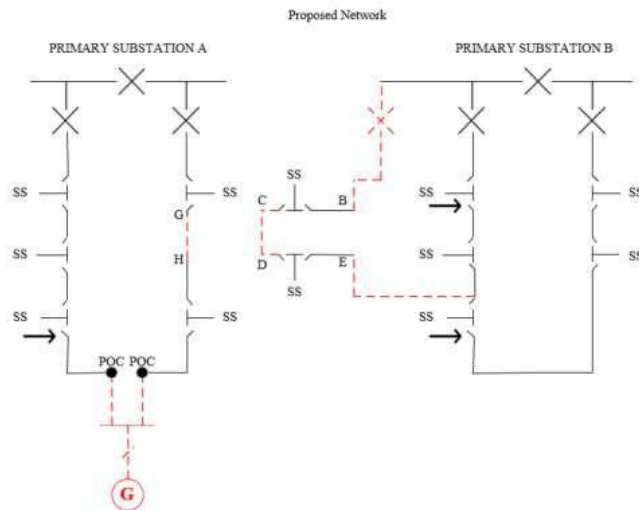 Proposed Network
PRIMARY SUBSTATION A
PRIMARY SUBSTATION B
SS
SS
SS
SS
SS
G
C
B
SS
H
D
E
SS
SS
SS
SS
SS
SS
POC
POC
G